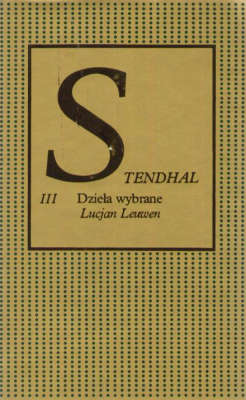 STENDHAL
III Dzieła wybrane
Lucjan Leuwen